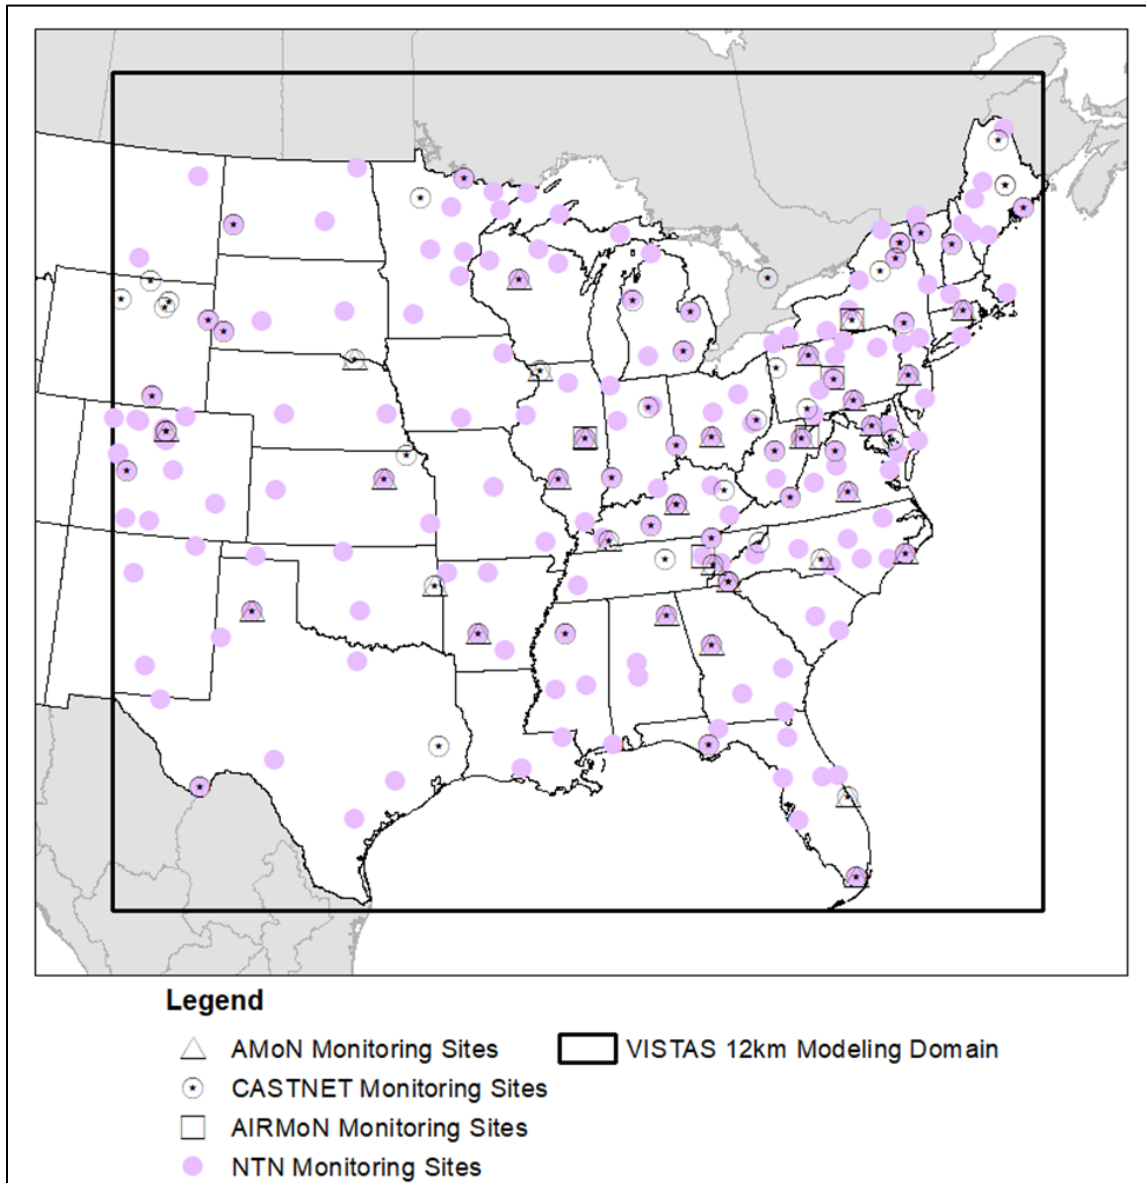 Legend
AMoN Monitoring Sites
VISTAS 12km Modeling Domain
CASTNET Monitoring Sites
AIRMoN Monitoring Sites
NTN Monitoring Sites